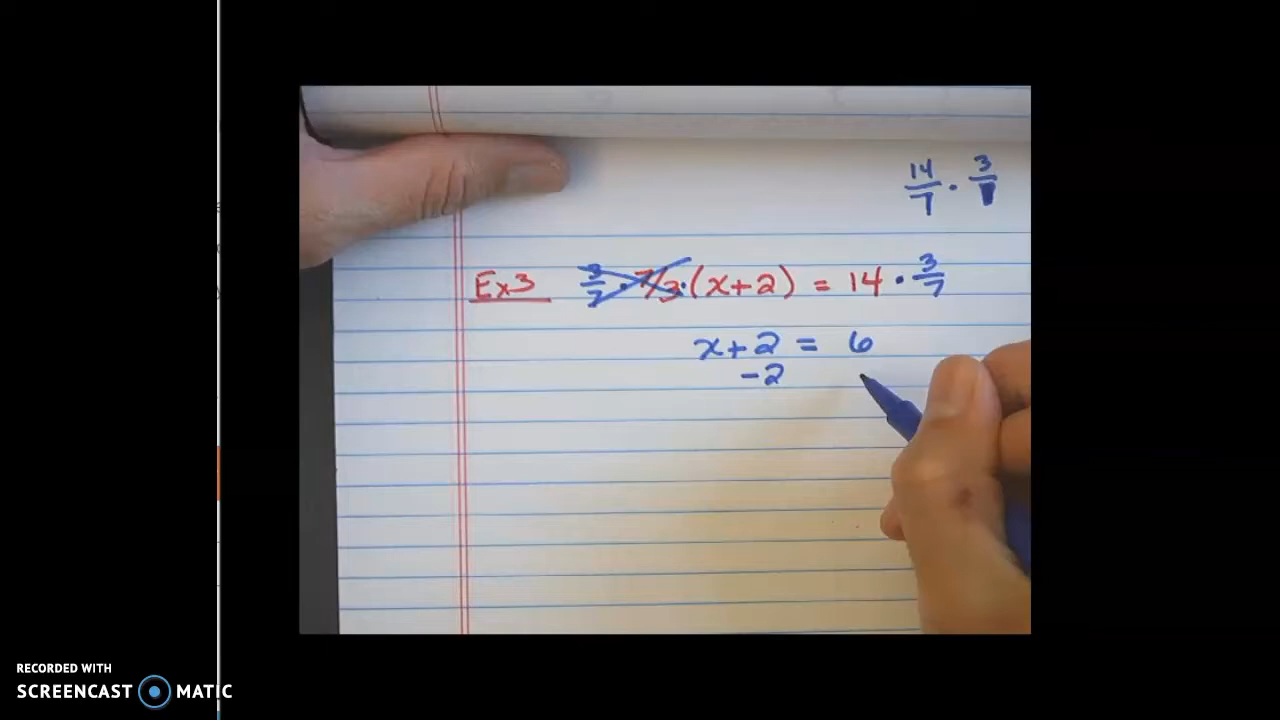 14/7 · 3/1
Ex3 3/7 · 7/3 · (x+2) = 14 · 3/7
x+2 = 6
-2
RECORDED WITH
SCREENCAST MATIC